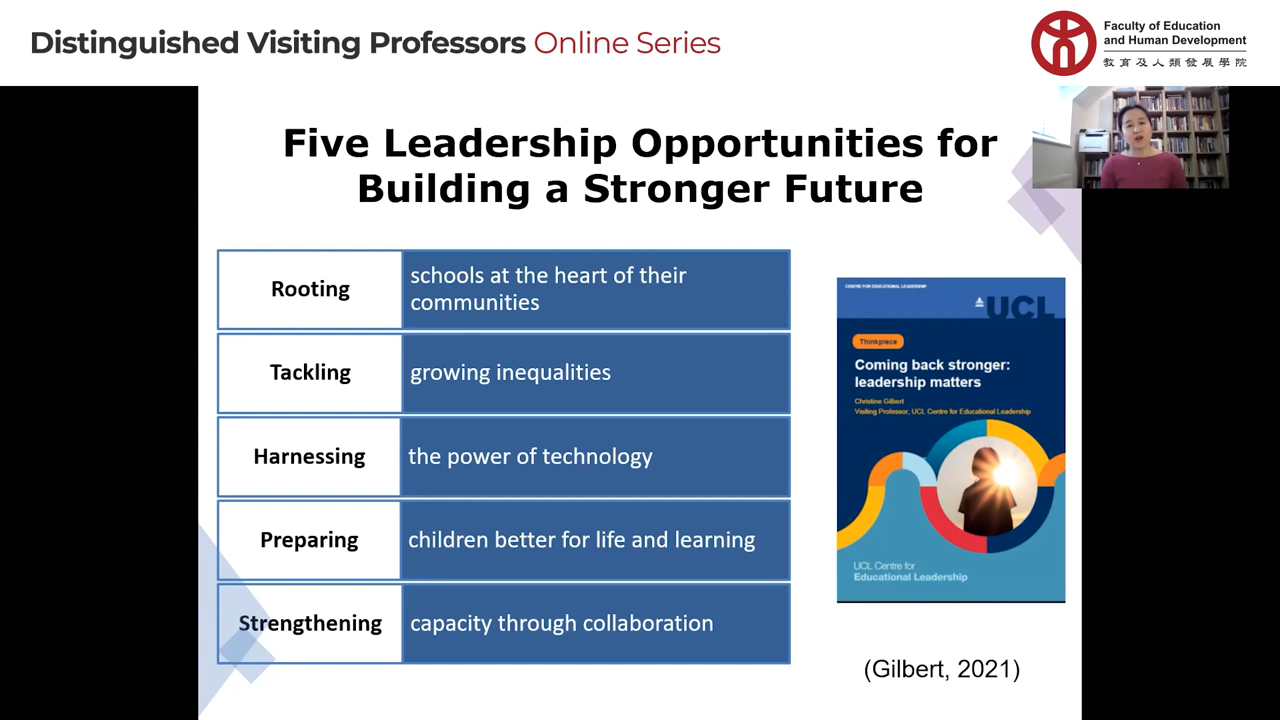 Distinguished Visiting Professors Online Series
Faculty of Education
and Human Development
教育及人類發展學院
Five Leadership Opportunities for
Building a Stronger Future
Rooting
schools at the heart of their
communities
Tackling
growing inequalities
Harnessing
the power of technology
Preparing
children better for life and learning
Strengthening
capacity through collaboration
CENTRE FOR EDUCATIONAL LEADERSHIP
UCL
Thinkpiece
Coming back stronger:
leadership matters
Christine Gilbert
Visiting Professor, UCL Centre for Educational Leadership
UCL Centre for
Educational Leadership
(Gilbert, 2021)